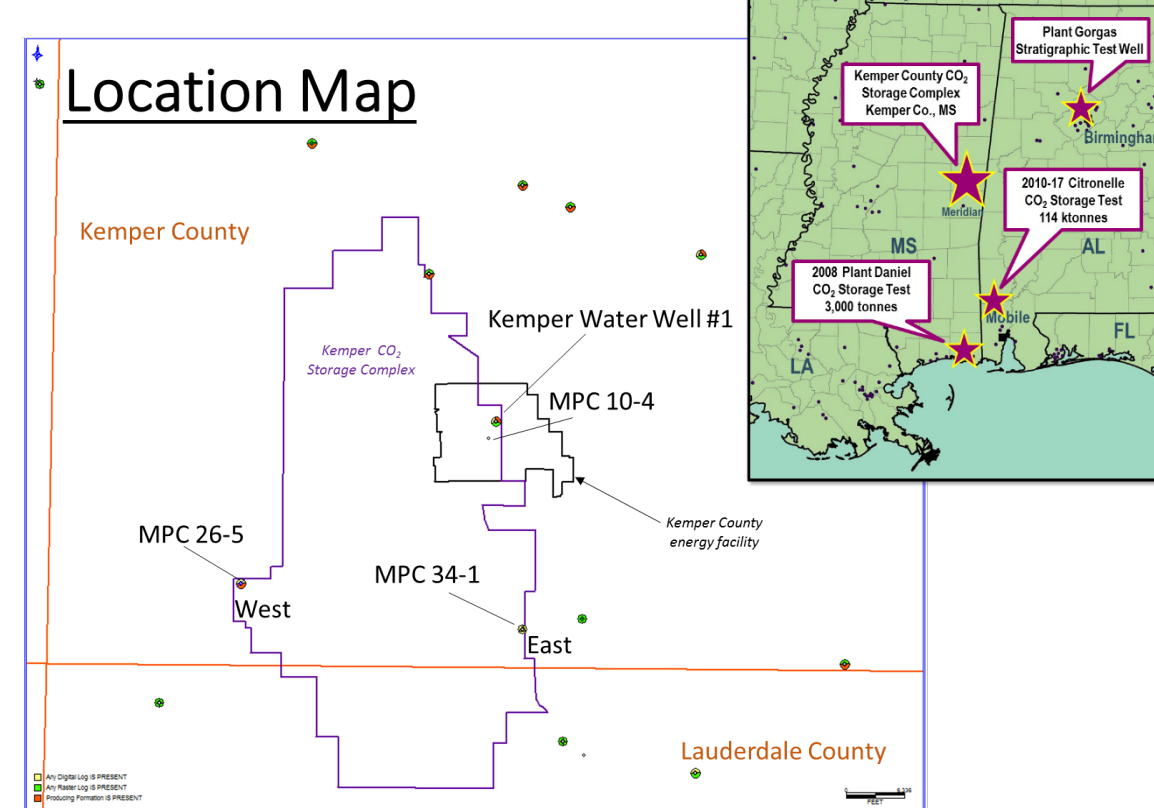 Location Map
Kemper County
Kemper CO₂
Storage Complex
Kemper Water Well #1
MPC 10-4
Kemper County
energy facility
MPC 26-5
West
MPC 34-1
East
Lauderdale County
Any Digital Log IS PRESENT
Any Raster Log IS PRESENT
Producing Formation IS PRESENT
0
6,336
FEET
Plant Gorgas
Stratigraphic Test Well
Kemper County CO₂
Storage Complex
Kemper Co., MS
Birmingham
2010-17 Citronelle
CO₂ Storage Test
114 ktonnes
Meridian
MS
AL
2008 Plant Daniel
CO₂ Storage Test
3,000 tonnes
Mobile
FL
LA